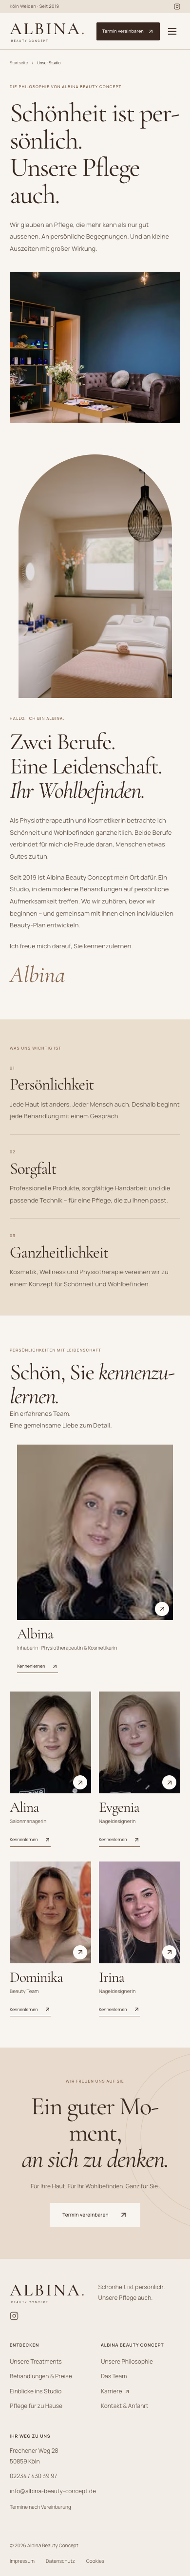 Köln Weiden · Seit 2019
ALBINA.
BEAUTY CONCEPT
Termin vereinbaren
Startseite / Unser Studio
DIE PHILOSOPHIE VON ALBINA BEAUTY CONCEPT
Schönheit ist per-
sönlich.
Unsere Pflege
auch.
Wir glauben an Pflege, die mehr kann als nur gut
aussehen. An persönliche Begegnungen. Und an kleine
Auszeiten mit großer Wirkung.
HALLO, ICH BIN ALBINA.
Zwei Berufe.
Eine Leidenschaft.
Ihr Wohlbefinden.
Als Physiotherapeutin und Kosmetikerin betrachte ich
Schönheit und Wohlbefinden ganzheitlich. Beide Berufe
verbindet für mich die Freude daran, Menschen etwas
Gutes zu tun.
Seit 2019 ist Albina Beauty Concept mein Ort dafür. Ein
Studio, in dem moderne Behandlungen auf persönliche
Aufmerksamkeit treffen. Wo wir zuhören, bevor wir
beginnen – und gemeinsam mit Ihnen einen individuellen
Beauty-Plan entwickeln.
Ich freue mich darauf, Sie kennenzulernen.
Albina
WAS UNS WICHTIG IST
01
Persönlichkeit
Jede Haut ist anders. Jeder Mensch auch. Deshalb beginnt
jede Behandlung mit einem Gespräch.
02
Sorgfalt
Professionelle Produkte, sorgfältige Handarbeit und die
passende Technik – für eine Pflege, die zu Ihnen passt.
03
Ganzheitlichkeit
Kosmetik, Wellness und Physiotherapie vereinen wir zu
einem Konzept für Schönheit und Wohlbefinden.
PERSÖNLICHKEITEN MIT LEIDENSCHAFT
Schön, Sie kennenzu-
lernen.
Ein erfahrenes Team.
Eine gemeinsame Liebe zum Detail.
Albina
Inhaberin · Physiotherapeutin & Kosmetikerin
Kennenlernen
Alina
Salonmanagerin
Kennenlernen
Evgenia
Nageldesignerin
Kennenlernen
Dominika
Beauty Team
Kennenlernen
Irina
Nageldesignerin
Kennenlernen
WIR FREUEN UNS AUF SIE
Ein guter Mo-
ment,
an sich zu denken.
Für Ihre Haut. Für Ihr Wohlbefinden. Ganz für Sie.
Termin vereinbaren
ALBINA.
BEAUTY CONCEPT
Schönheit ist persönlich.
Unsere Pflege auch.
ENTDECKEN
Unsere Treatments
Behandlungen & Preise
Einblicke ins Studio
Pflege für zu Hause
ALBINA BEAUTY CONCEPT
Unsere Philosophie
Das Team
Karriere
Kontakt & Anfahrt
IHR WEG ZU UNS
Frechener Weg 28
50859 Köln
02234 / 430 39 97
info@albina-beauty-concept.de
Termine nach Vereinbarung
© 2026 Albina Beauty Concept
Impressum Datenschutz Cookies